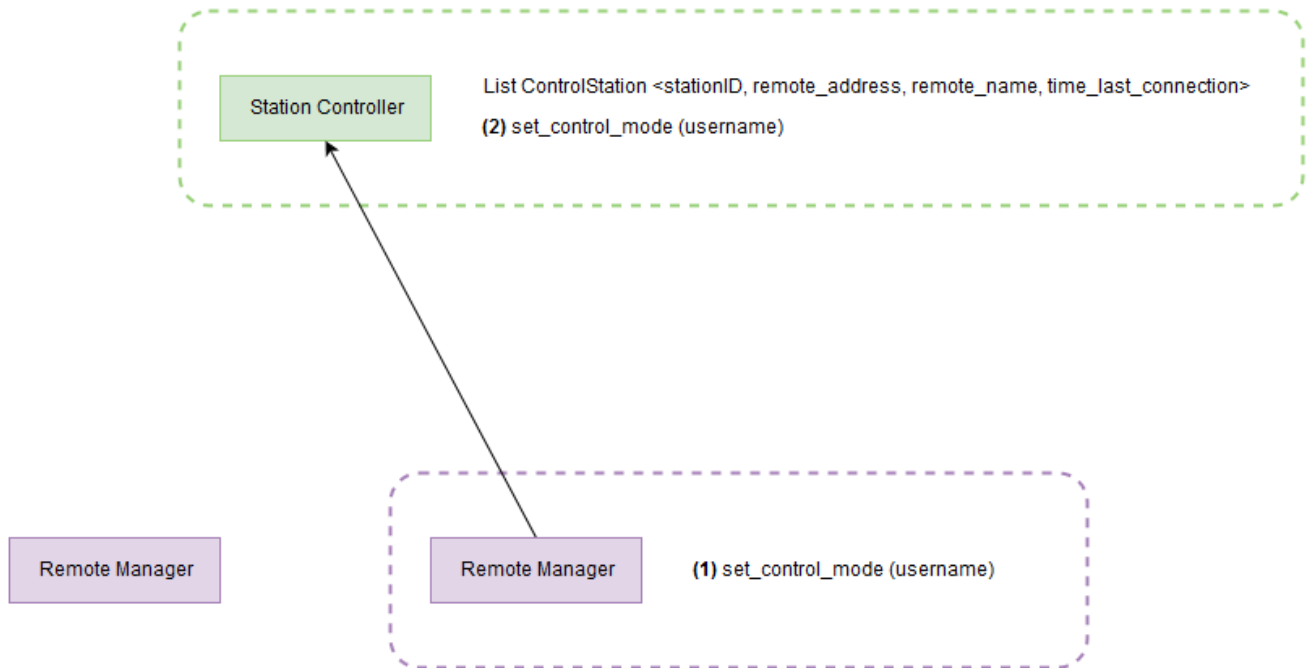 Station Controller
List ControlStation <stationID, remote_address, remote_name, time_last_connection>
(2) set_control_mode (username)
Remote Manager
Remote Manager
(1) set_control_mode (username)